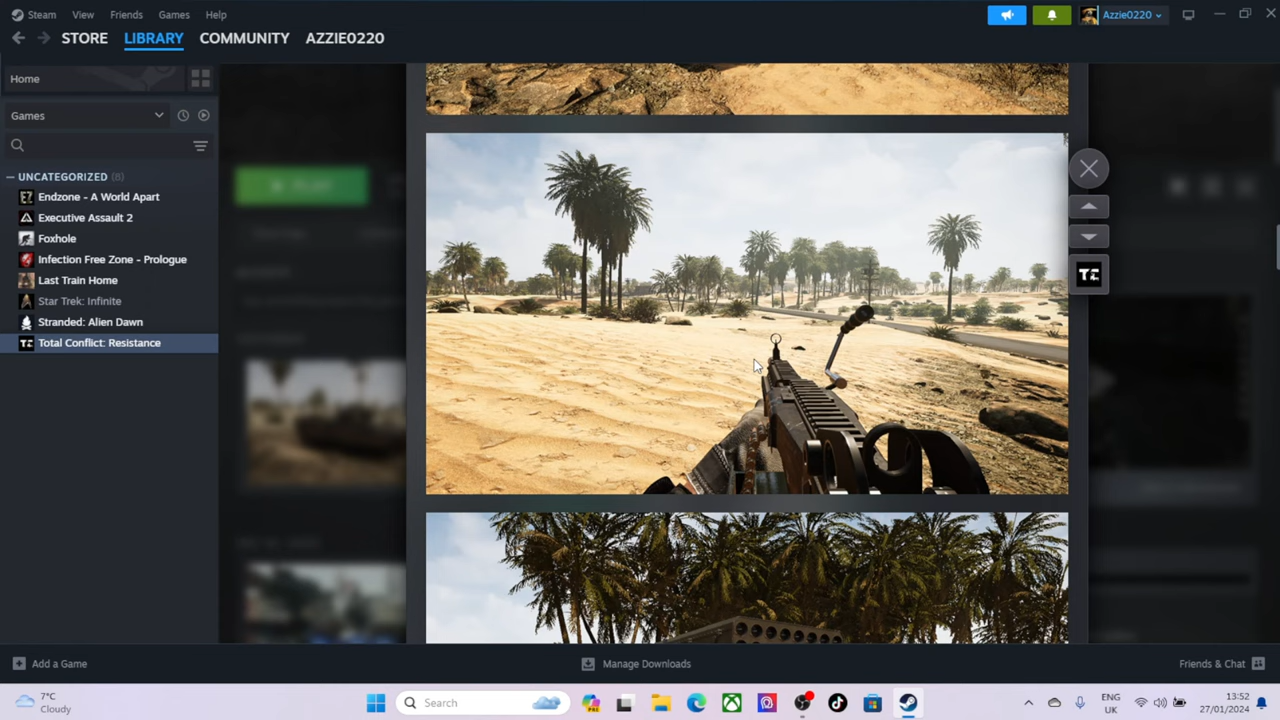 Steam View Friends Games Help
Azzie0220
STORE LIBRARY COMMUNITY AZZIE0220
Home
Games
UNCATEGORIZED (8)
Endzone - A World Apart
Executive Assault 2
Foxhole
Infection Free Zone - Prologue
Last Train Home
Star Trek: Infinite
Stranded: Alien Dawn
Total Conflict: Resistance
Add a Game
Manage Downloads
Friends & Chat
7°C
Cloudy
Search
PRE
ENG
UK
13:52
27/01/2024